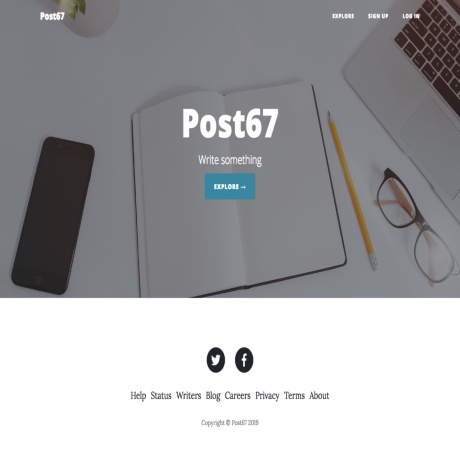 Post67
EXPLORE SIGN UP LOG IN
Post67
Write something
EXPLORE →
Help Status Writers Blog Careers Privacy Terms About
Copyright © Post67 2019